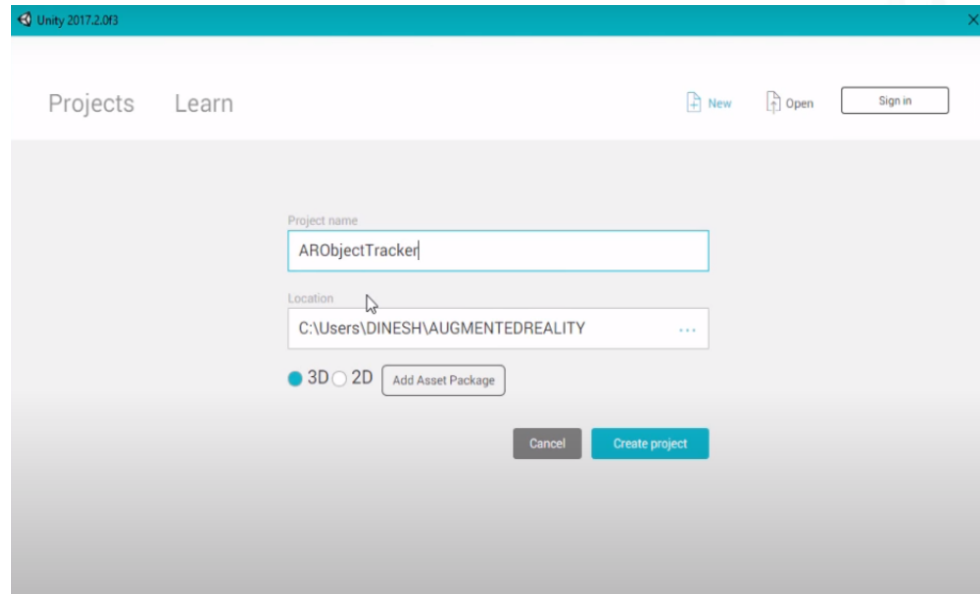 Unity 2017.2.0f3
Projects Learn New Open Sign in
Project name
ARObjectTracker
Location
C:\Users\DINESH\AUGMENTEDREALITY ...
3D 2D Add Asset Package
Cancel Create project